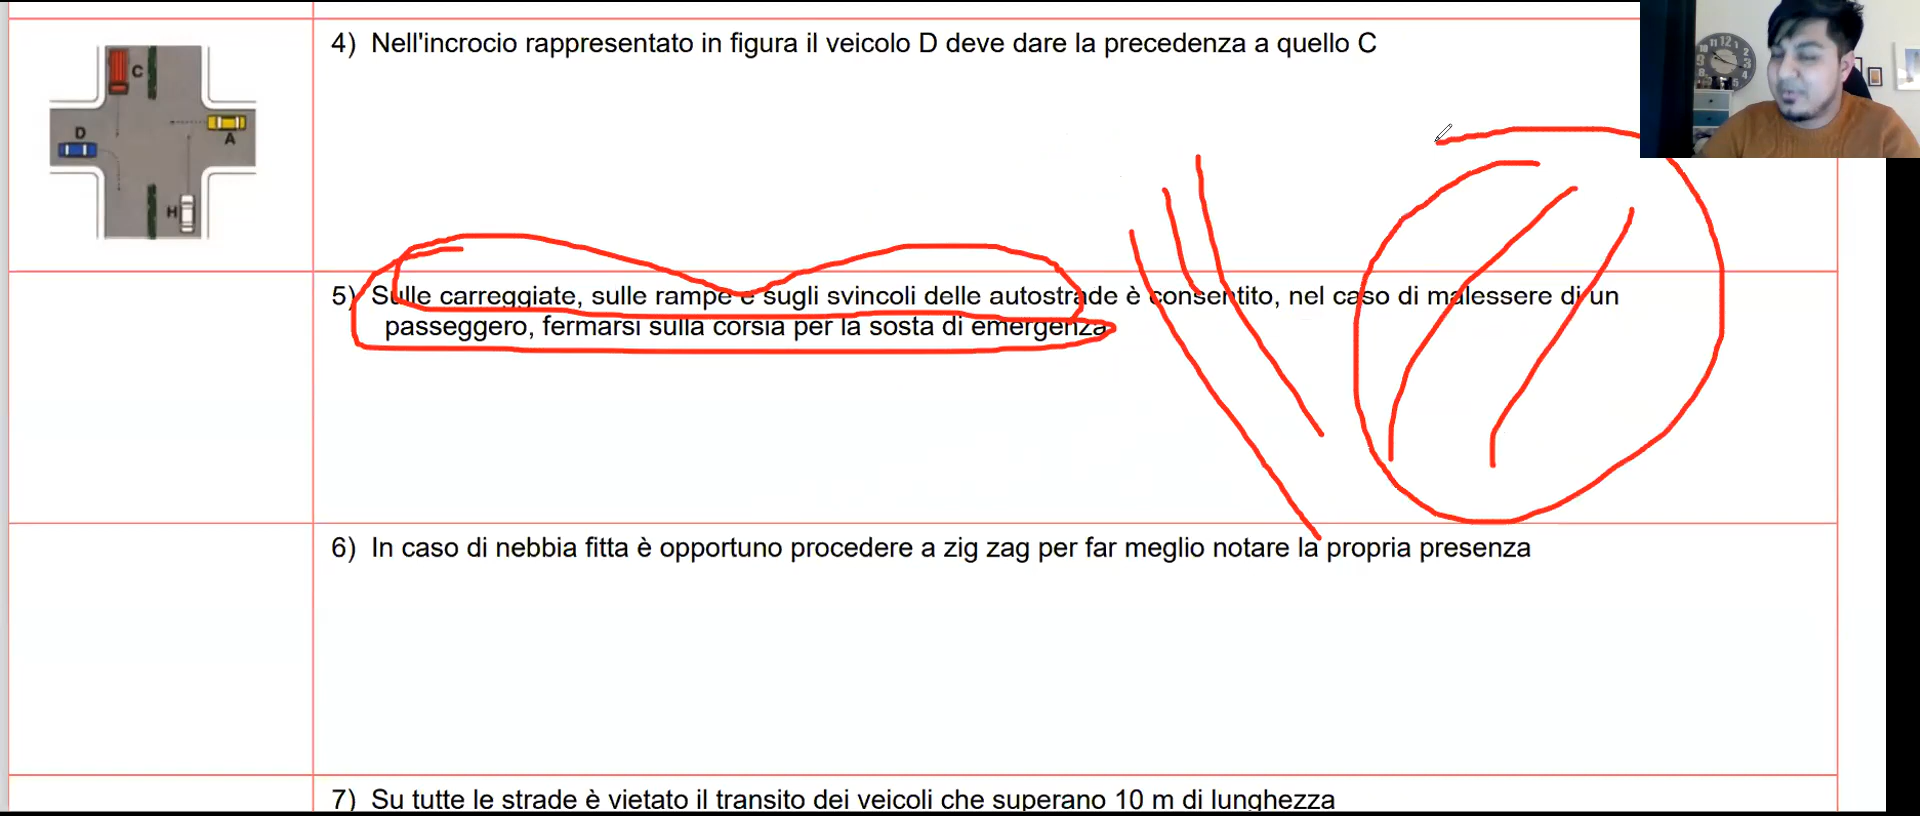 4) Nell'incrocio rappresentato in figura il veicolo D deve dare la precedenza a quello C
C
D
A
H
5) Sulle carreggiate, sulle rampe e sugli svincoli delle autostrade è consentito, nel caso di malessere di un
passeggero, fermarsi sulla corsia per la sosta di emergenza
6) In caso di nebbia fitta è opportuno procedere a zig zag per far meglio notare la propria presenza
7) Su tutte le strade è vietato il transito dei veicoli che superano 10 m di lunghezza